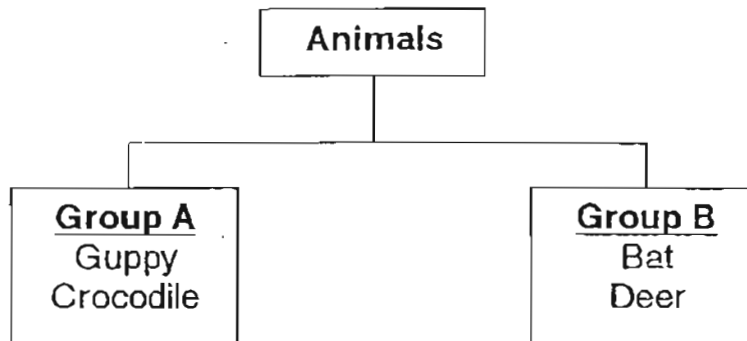 Animals
Group A
Guppy
Crocodile
Group B
Bat
Deer